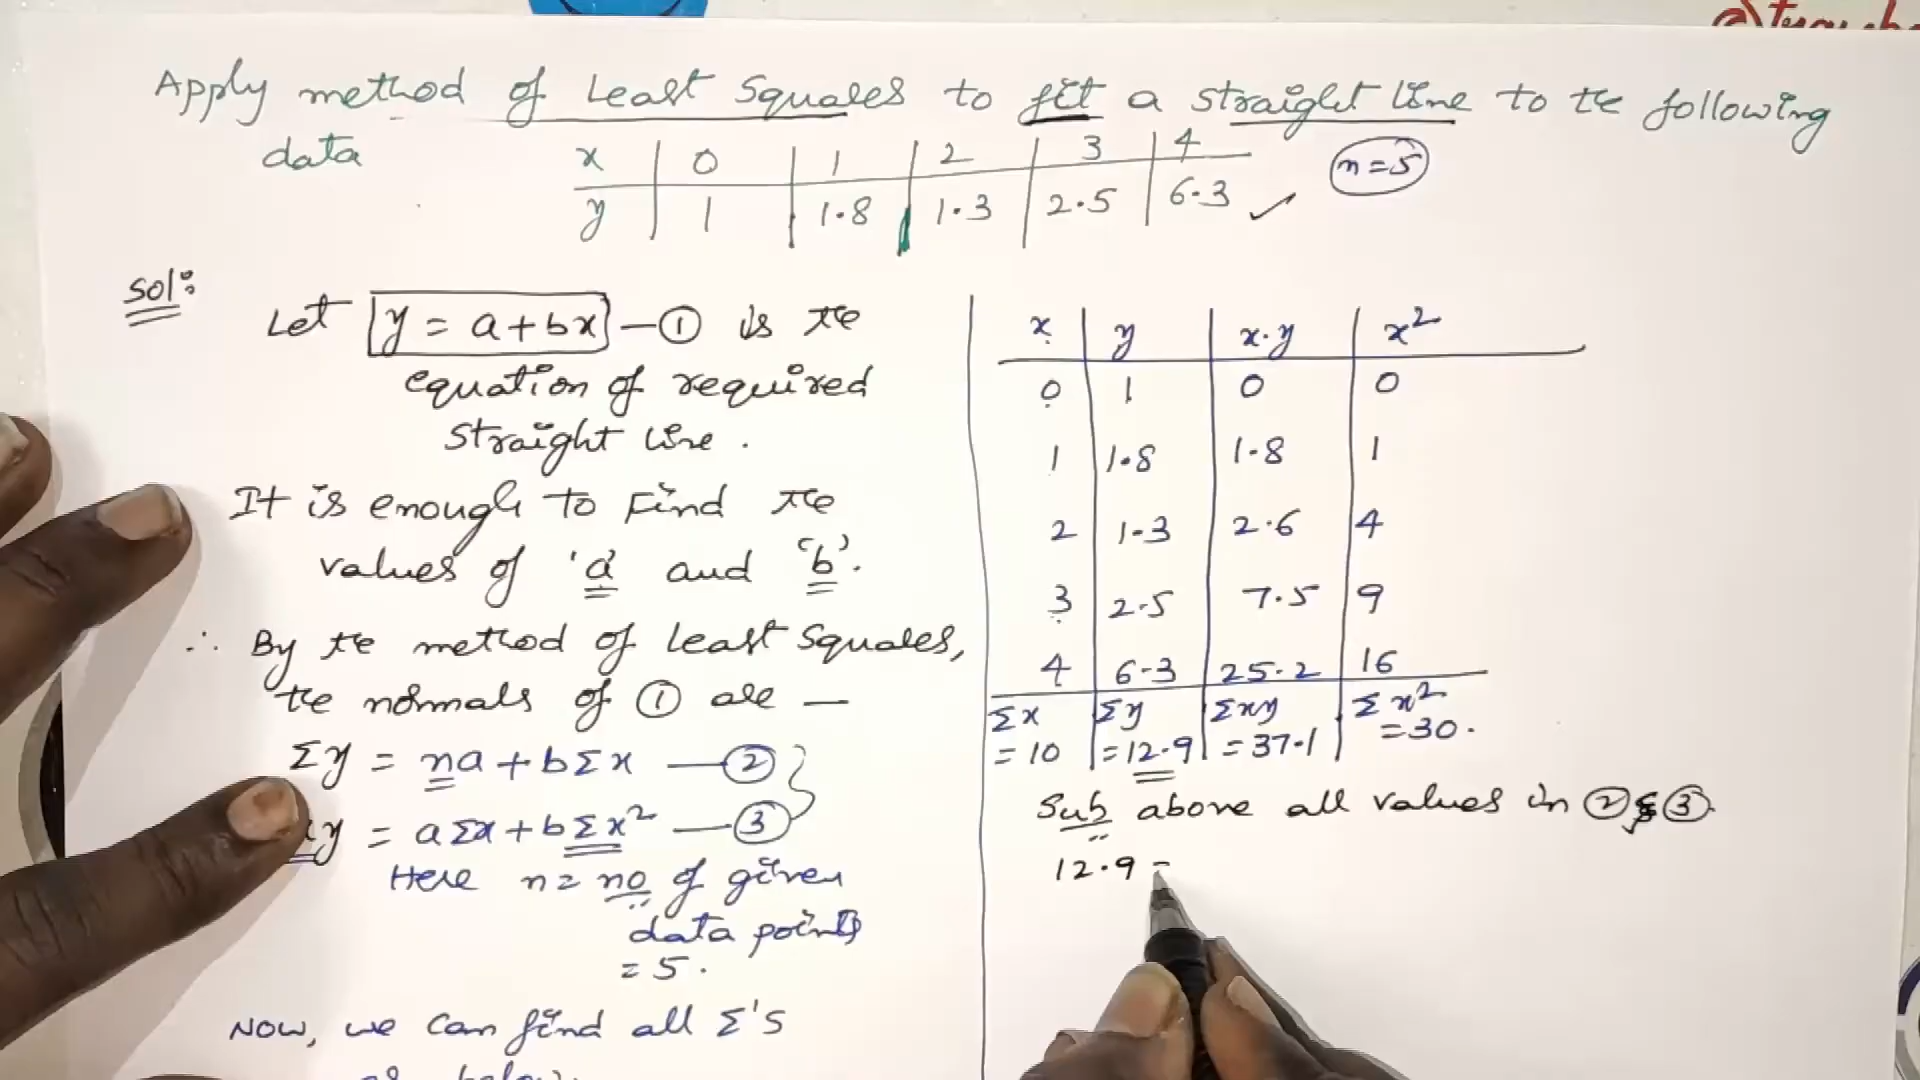 Apply method of Least Squares to fit a straight line to the following
data
x 0 1 2 3 4
y 1 1.8 1.3 2.5 6.3
n = 5
Sol:
Let y = a + bx — ① is the
equation of required
straight line.
It is enough to Find the
values of 'a' and 'b'.
∴ By the method of least squares,
the normals of ① are —
Σy = na + bΣx — ②
xy = aΣx + bΣx² — ③
Here n = no of given
data points
= 5.
Now, we can find all Σ's
x y x.y x²
0 1 0 0
1 1.8 1.8 1
2 1.3 2.6 4
3 2.5 7.5 9
4 6.3 25.2 16
Σx Σy Σxy Σx²
= 10 = 12.9 = 37.1 = 30.
Sub above all values in ② & ③.
12.9 =